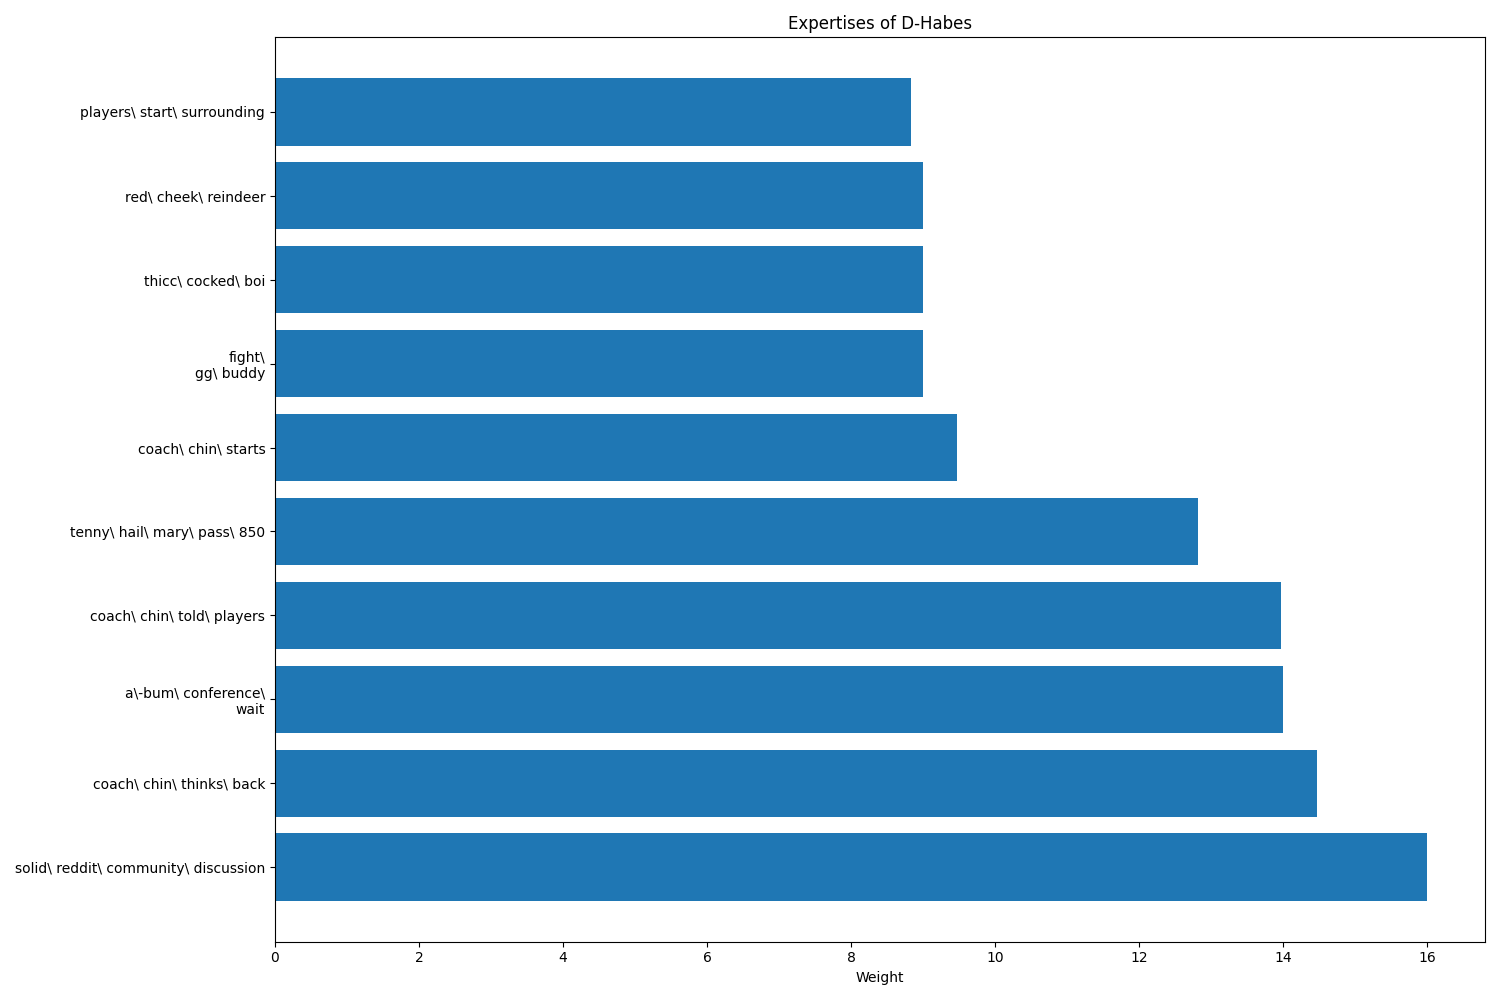 Expertises of D-Habes
players\ start\ surrounding
red\ cheek\ reindeer
thicc\ cocked\ boi
fight\
gg\ buddy
coach\ chin\ starts
tenny\ hail\ mary\ pass\ 850
coach\ chin\ told\ players
a\-bum\ conference\
wait
coach\ chin\ thinks\ back
solid\ reddit\ community\ discussion
0 2 4 6 8 10 12 14 16
Weight